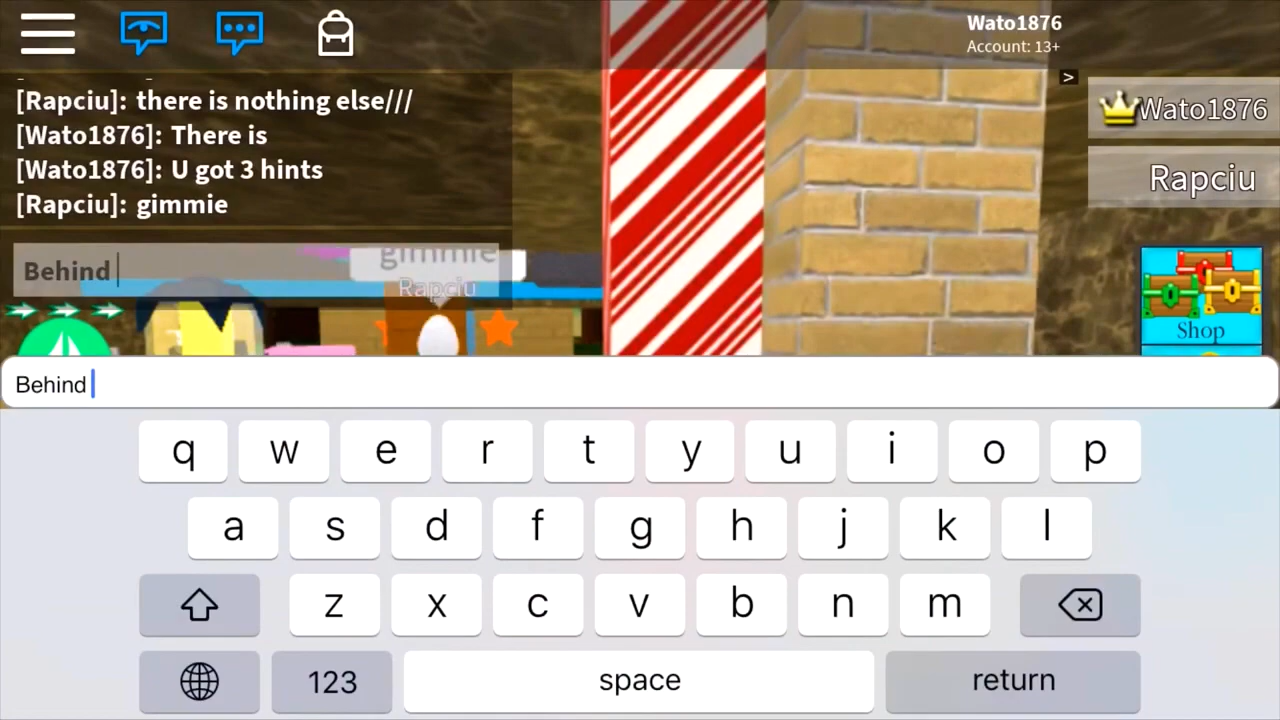 Wato1876
Account: 13+
>
[Rapciu]: there is nothing else///
[Wato1876]: There is
[Wato1876]: U got 3 hints
[Rapciu]: gimmie
Wato1876
Rapciu
Behind
gimmie
Rapciu
Shop
Behind
q w e r t y u i o p
a s d f g h j k l
z x c v b n m
123 space return